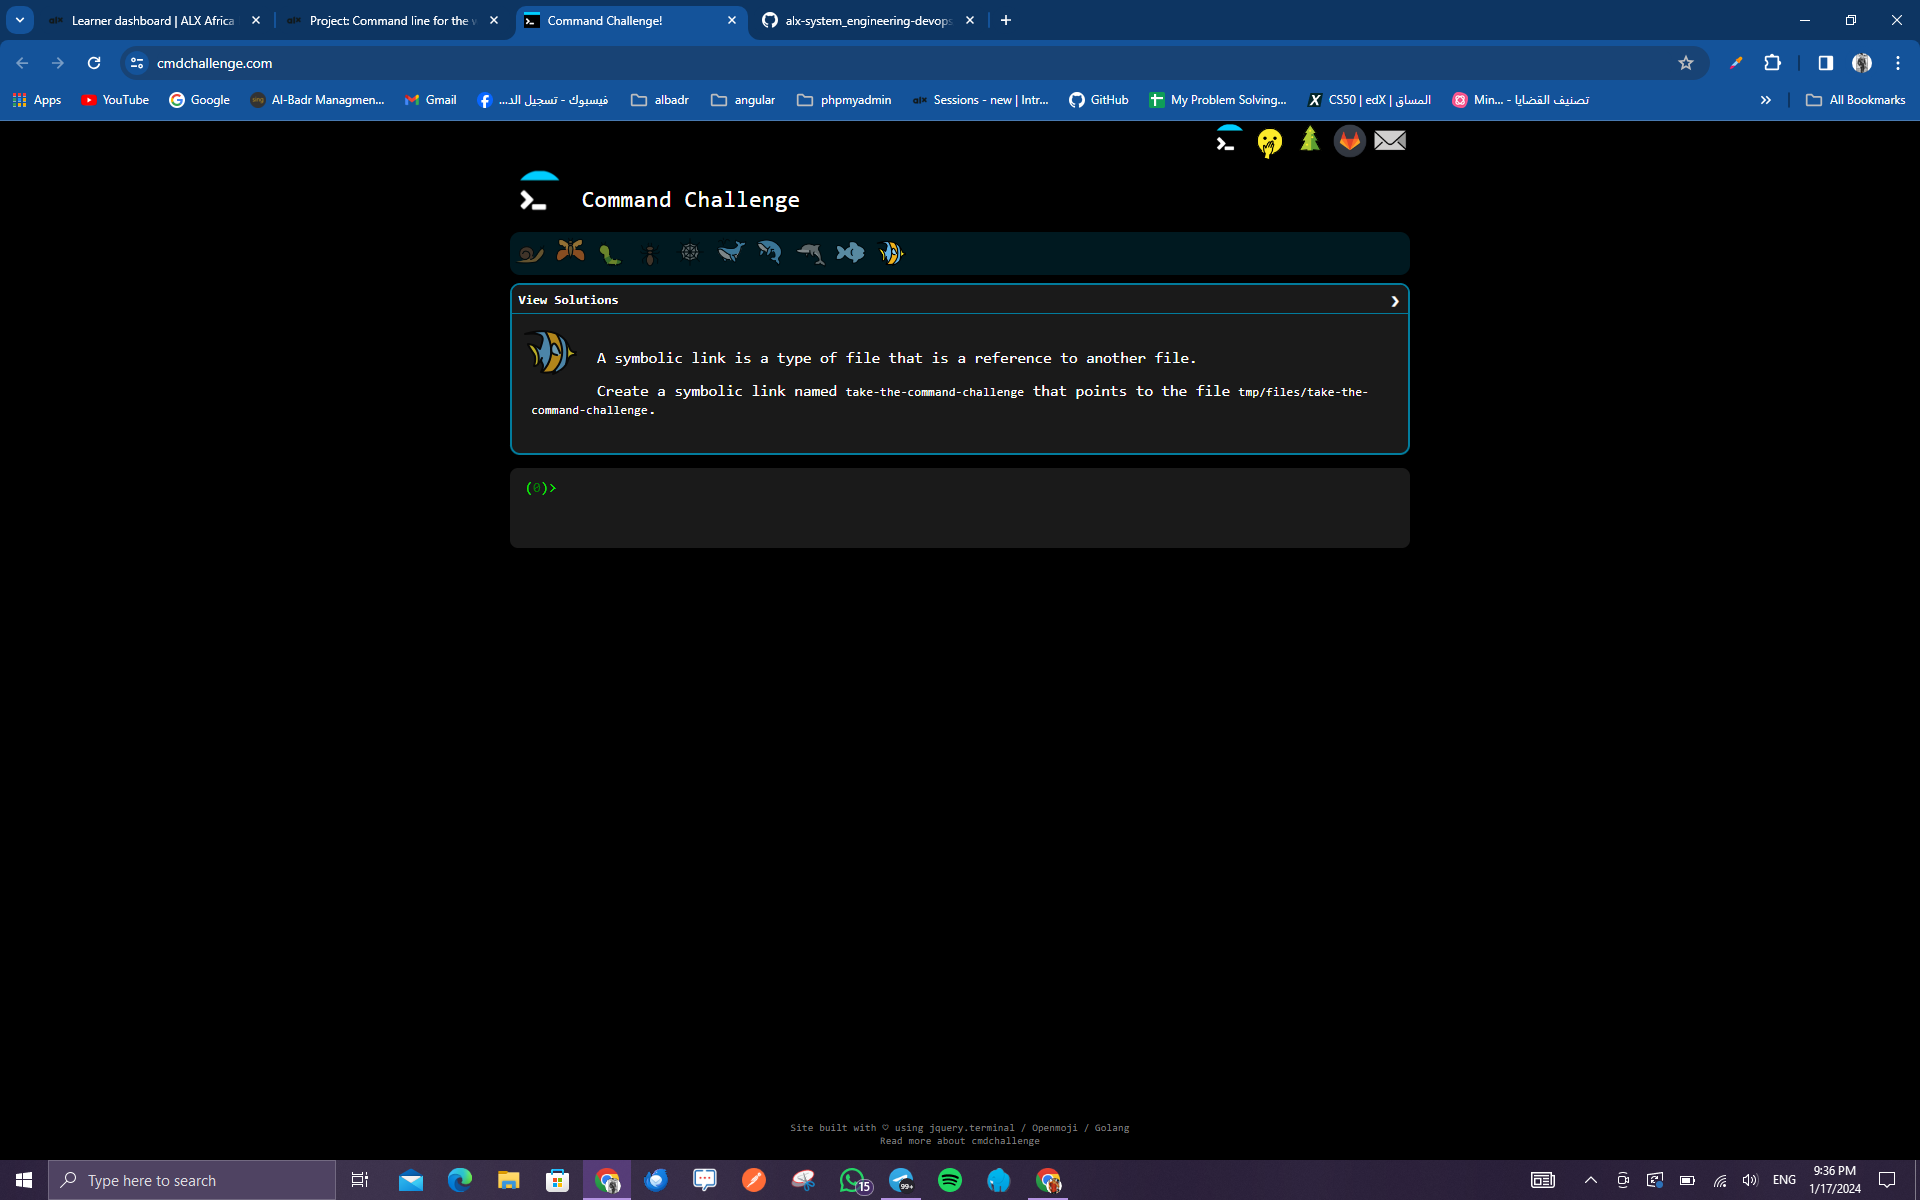 Learner dashboard | ALX Africa
Project: Command line for the w
Command Challenge!
alx-system_engineering-devops
cmdchallenge.com
Apps
YouTube
Google
Al-Badr Managmen...
Gmail
فيسبوك - تسجيل الد...
albadr
angular
phpmyadmin
Sessions - new | Intr...
GitHub
My Problem Solving...
CS50 | edX | المساق
Min... - تصنيف القضايا
All Bookmarks
Command Challenge
View Solutions
A symbolic link is a type of file that is a reference to another file.
Create a symbolic link named take-the-command-challenge that points to the file tmp/files/take-the-
command-challenge.
(0)>
Site built with ♡ using jquery.terminal / Openmoji / Golang
Read more about cmdchallenge
Type here to search
15
99+
ENG
9:36 PM
1/17/2024